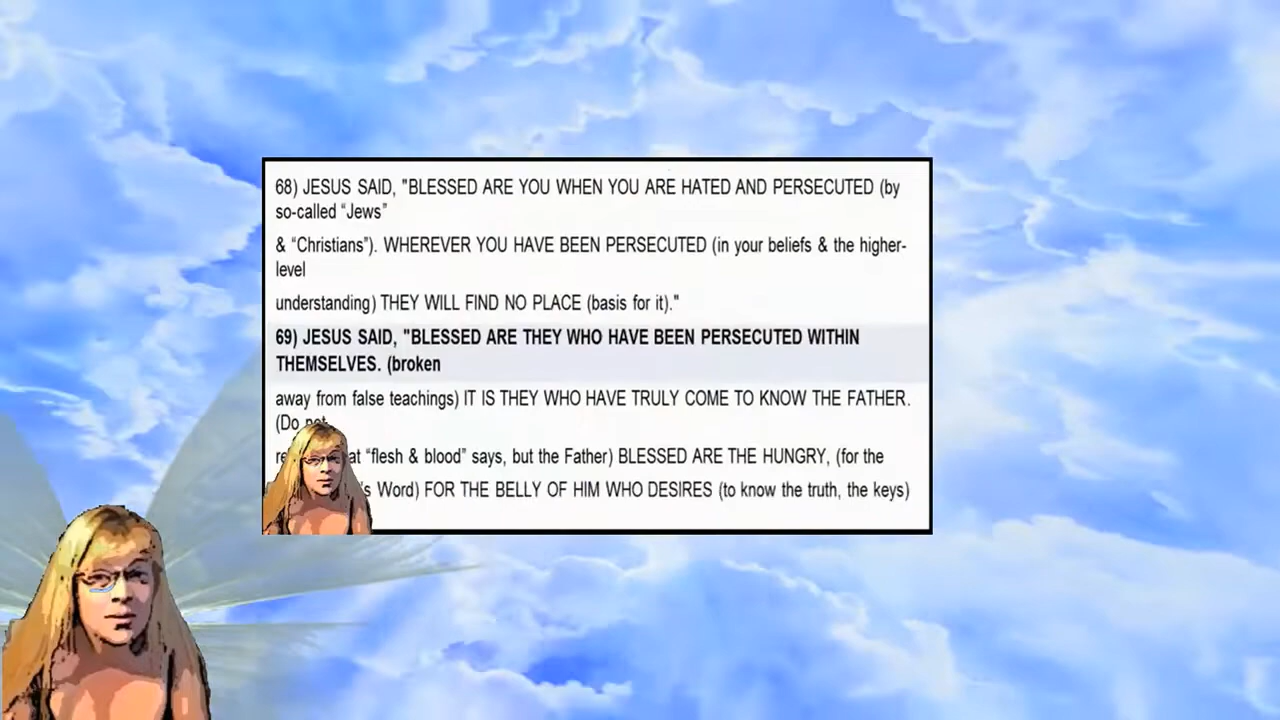 68) JESUS SAID, "BLESSED ARE YOU WHEN YOU ARE HATED AND PERSECUTED (by
so-called “Jews”
& “Christians”). WHEREVER YOU HAVE BEEN PERSECUTED (in your beliefs & the higher-
level
understanding) THEY WILL FIND NO PLACE (basis for it)."
69) JESUS SAID, "BLESSED ARE THEY WHO HAVE BEEN PERSECUTED WITHIN
THEMSELVES. (broken
away from false teachings) IT IS THEY WHO HAVE TRULY COME TO KNOW THE FATHER.
(Do not
“flesh & blood” says, but the Father) BLESSED ARE THE HUNGRY, (for the
Word) FOR THE BELLY OF HIM WHO DESIRES (to know the truth, the keys)